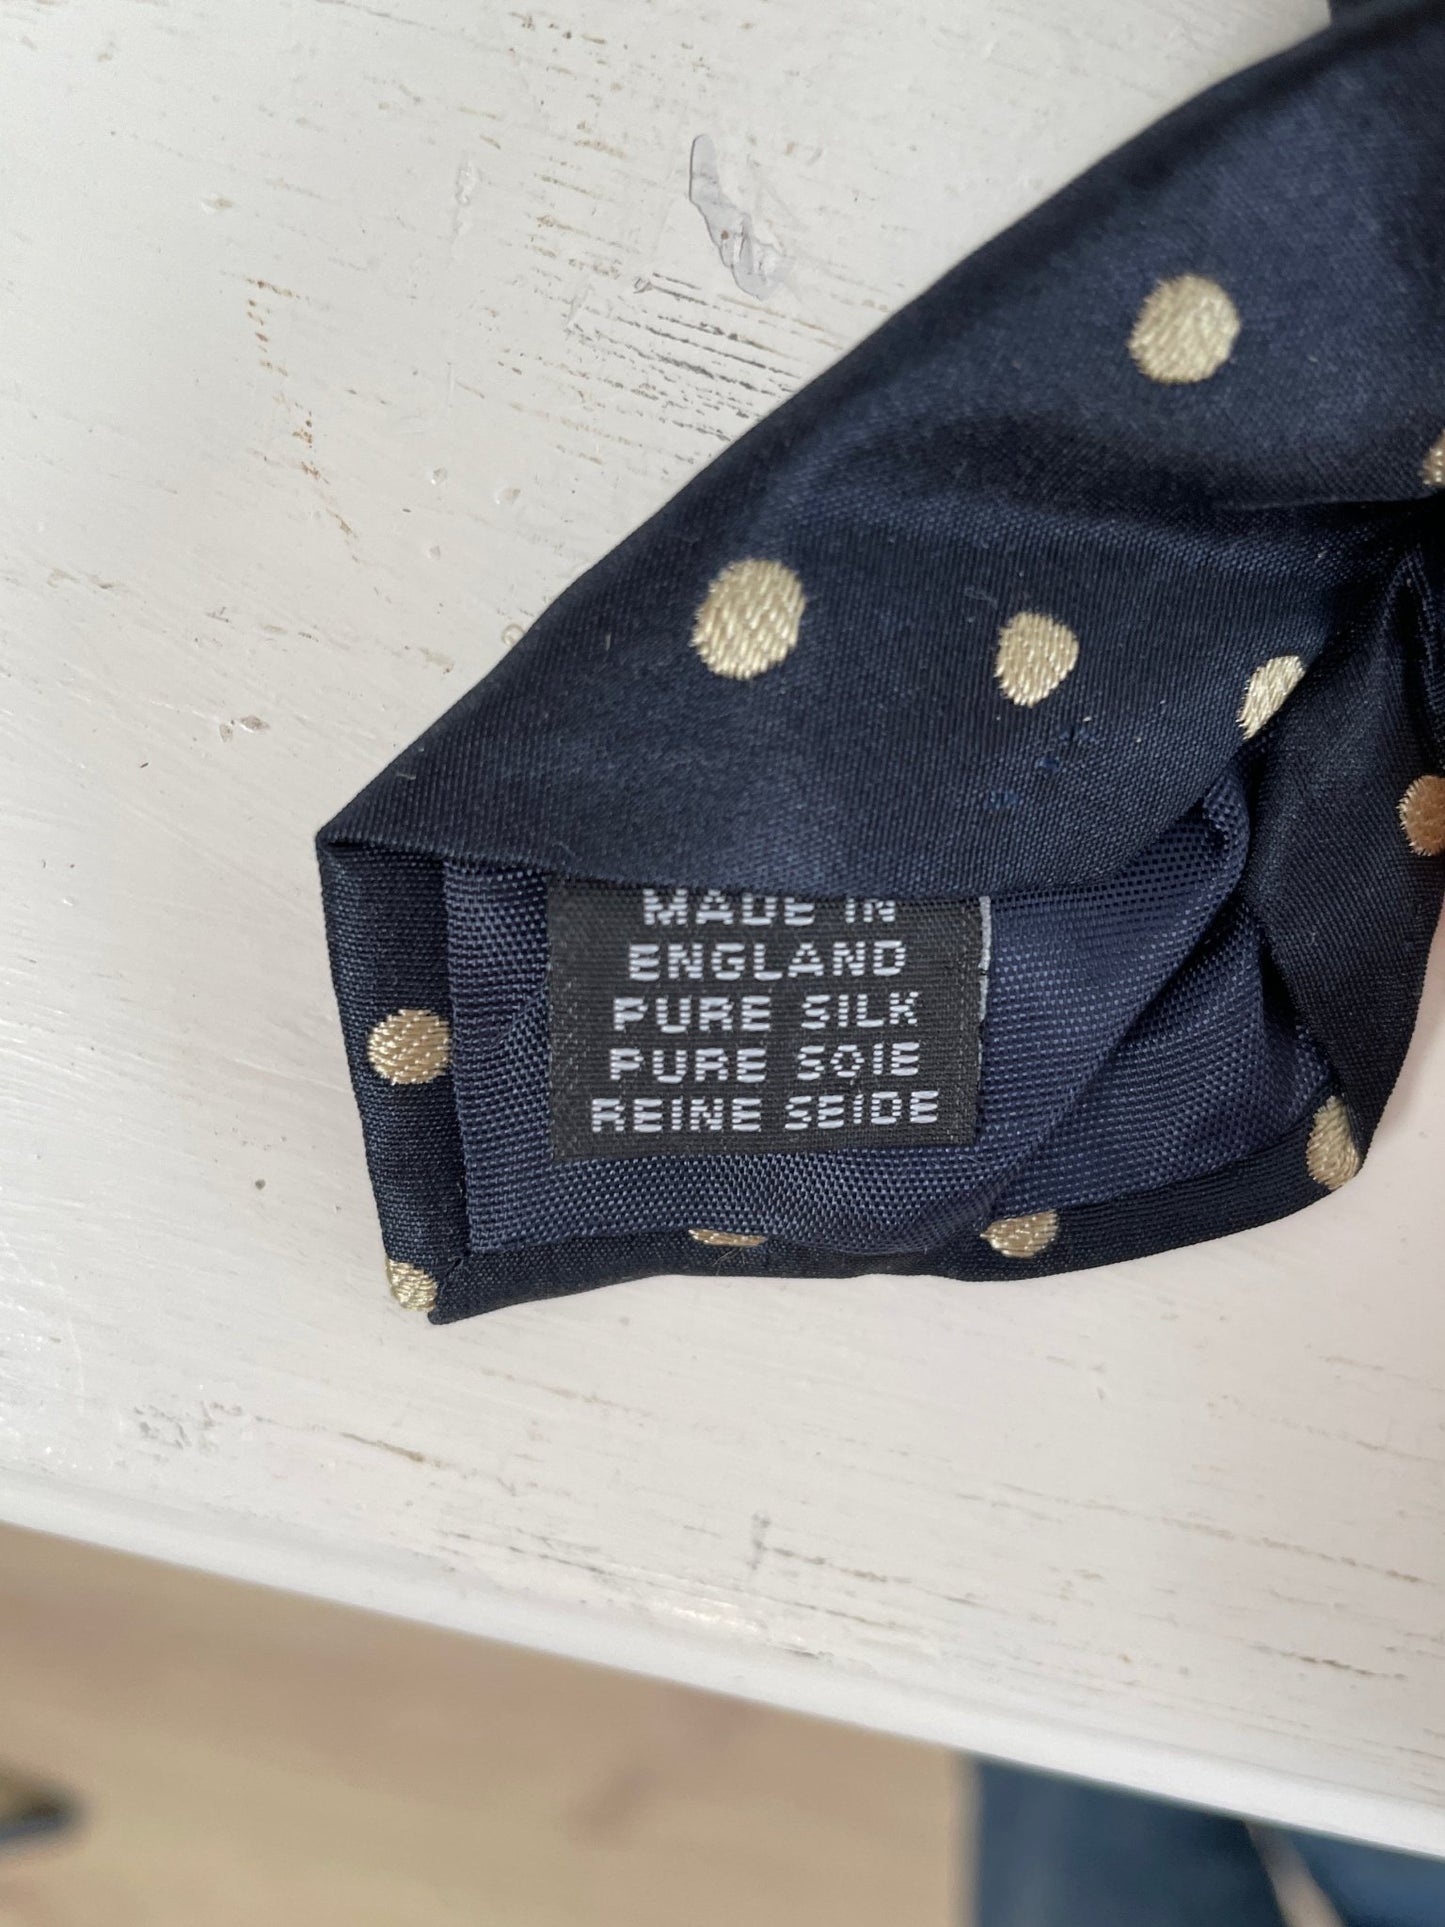 MADE IN
ENGLAND
PURE SILK
PURE SOIE
REINE SEIDE